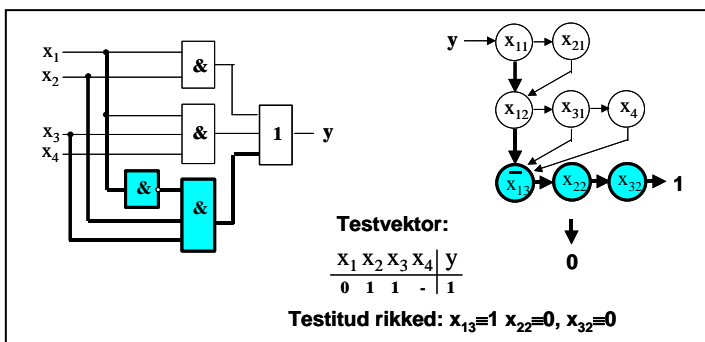 x₁
x₂
x₃
x₄
&
&
&
&
1
y
y
x₁₁ x₂₁
x₁₂ x₃₁ x₄
x̅₁₃ x₂₂ x₃₂ 1
0
Testvektor:
x₁ x₂ x₃ x₄ y
0 1 1 - 1
Testitud rikked: x₁₃≡1 x₂₂≡0, x₃₂≡0